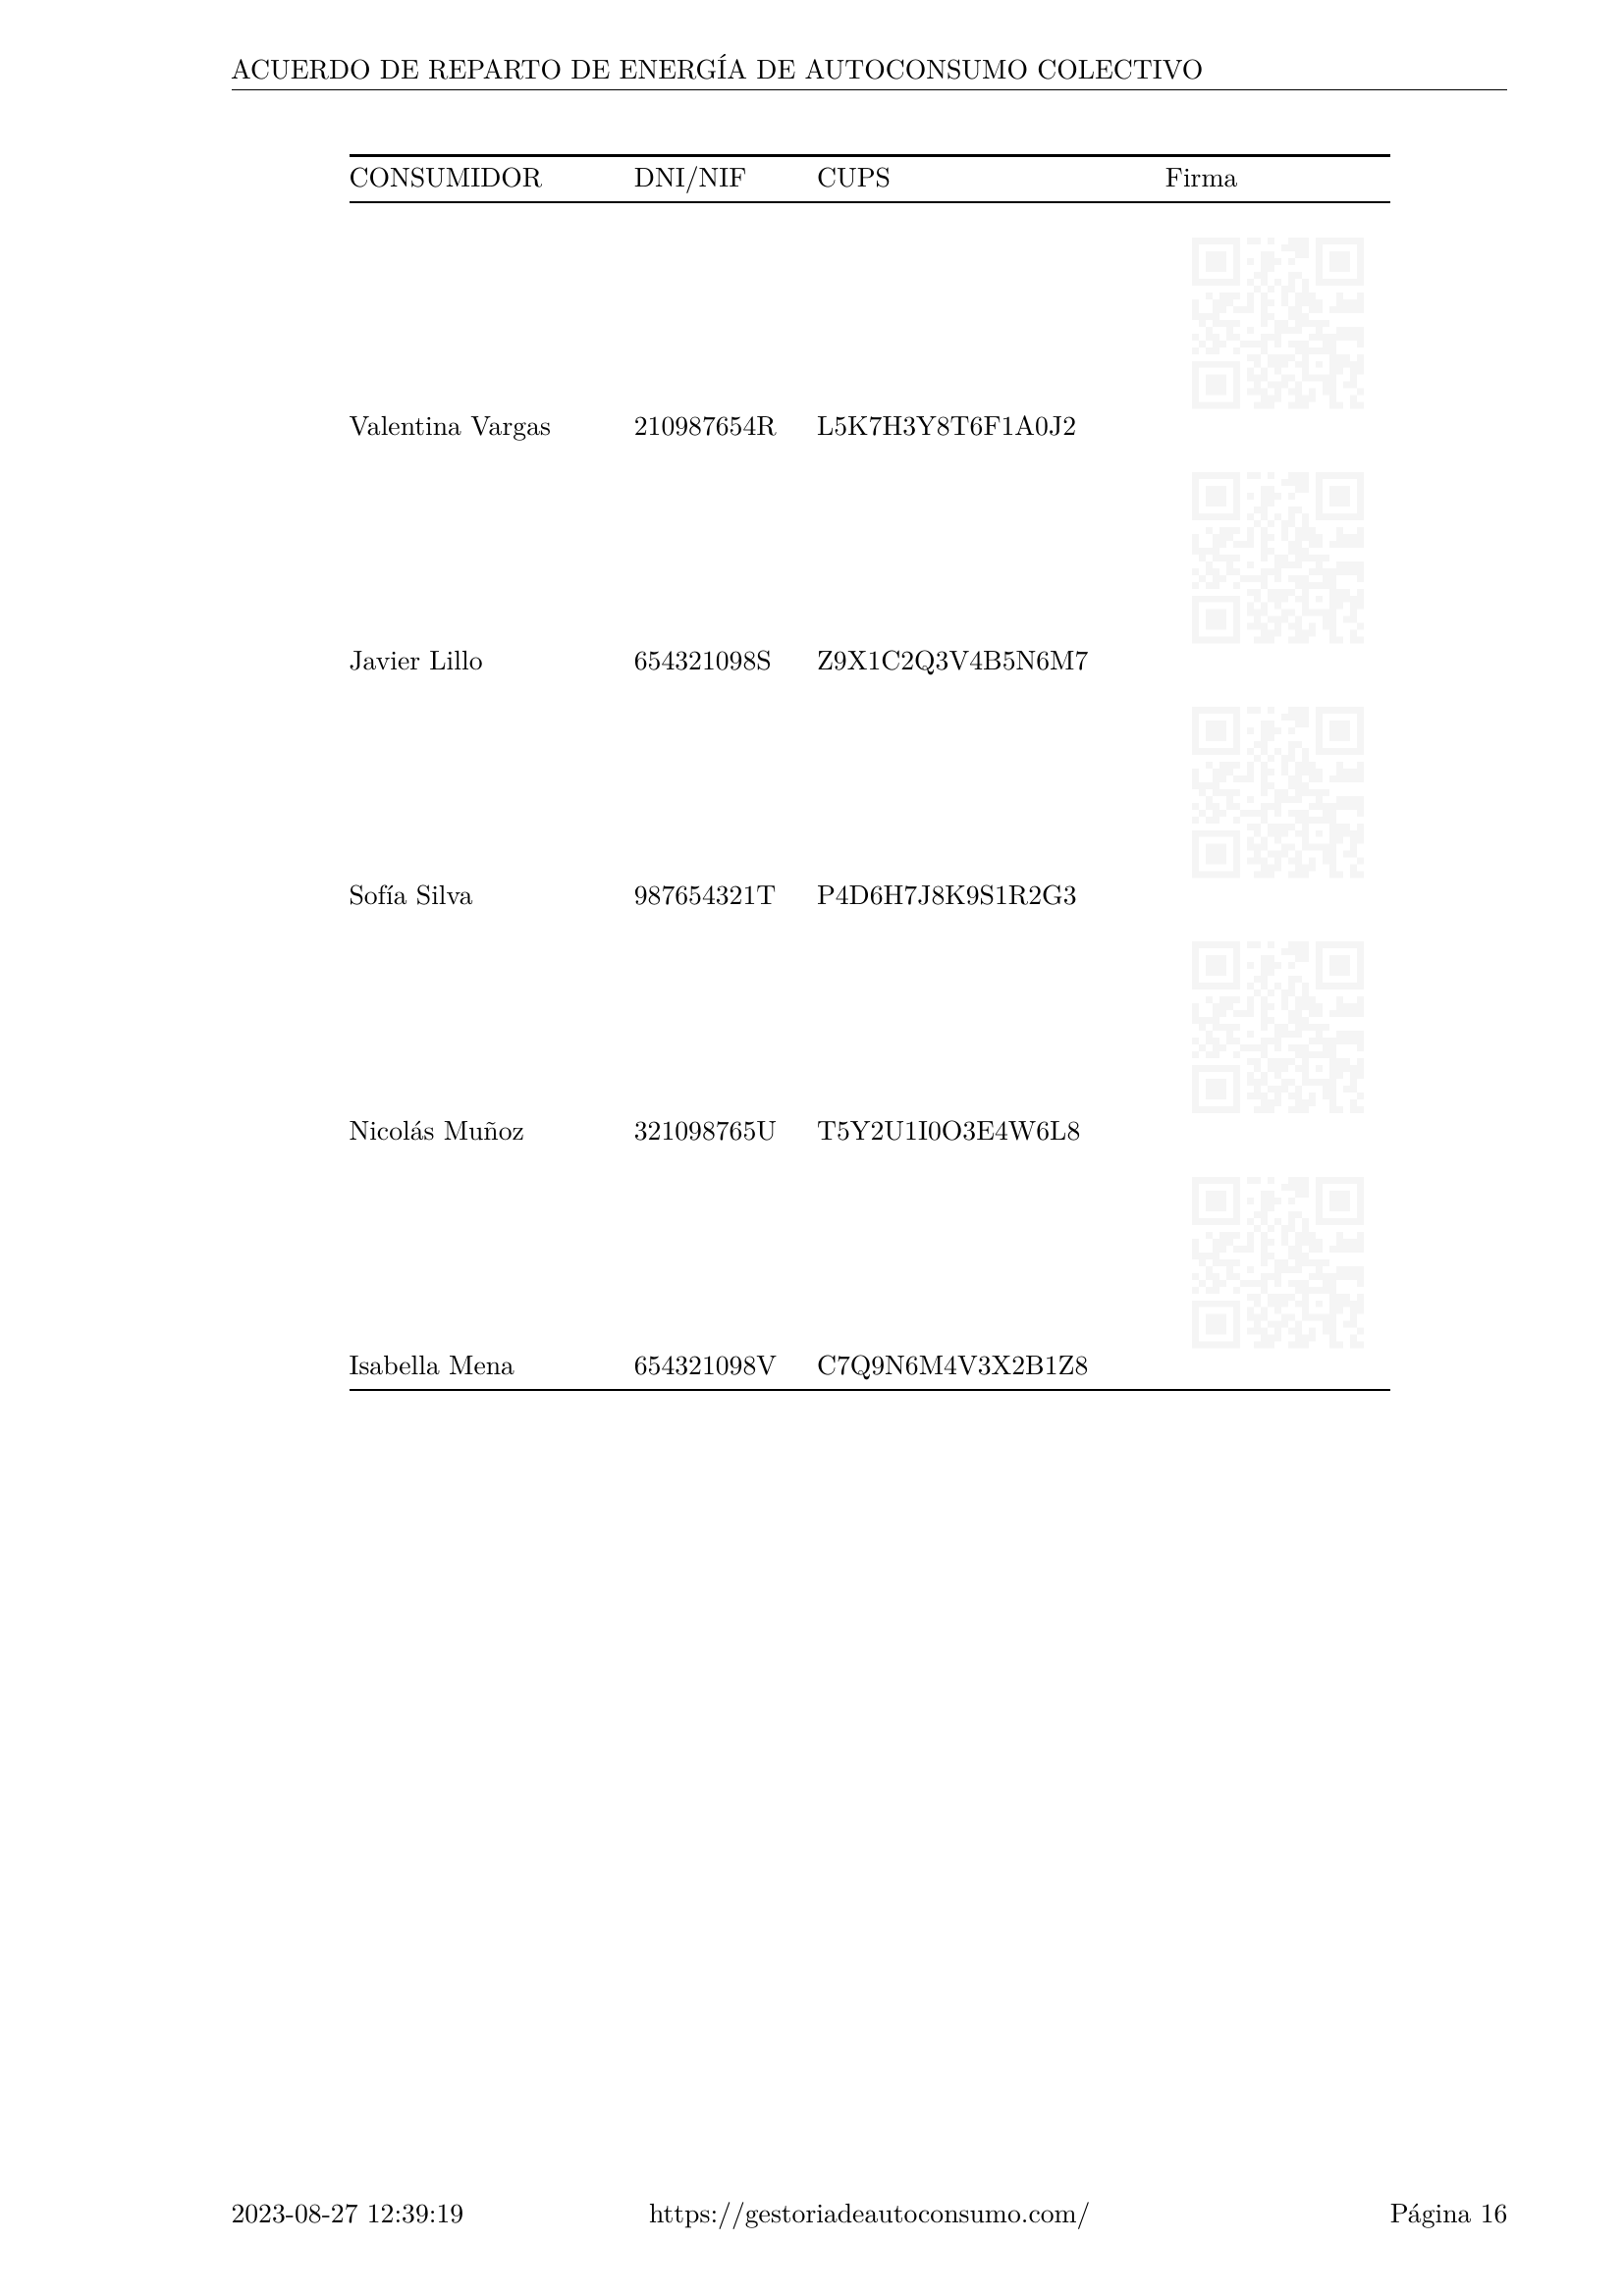 ACUERDO DE REPARTO DE ENERGÍA DE AUTOCONSUMO COLECTIVO
CONSUMIDOR DNI/NIF CUPS Firma
Valentina Vargas 210987654R L5K7H3Y8T6F1A0J2
Javier Lillo 654321098S Z9X1C2Q3V4B5N6M7
Sofía Silva 987654321T P4D6H7J8K9S1R2G3
Nicolás Muñoz 321098765U T5Y2U1I0O3E4W6L8
Isabella Mena 654321098V C7Q9N6M4V3X2B1Z8
2023-08-27 12:39:19 https://gestoriadeautoconsumo.com/ Página 16